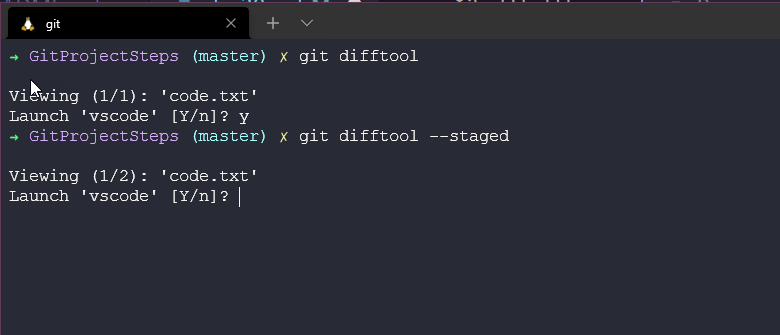 git
→ GitProjectSteps (master) ✗ git difftool
Viewing (1/1): 'code.txt'
Launch 'vscode' [Y/n]? y
→ GitProjectSteps (master) ✗ git difftool --staged
Viewing (1/2): 'code.txt'
Launch 'vscode' [Y/n]?